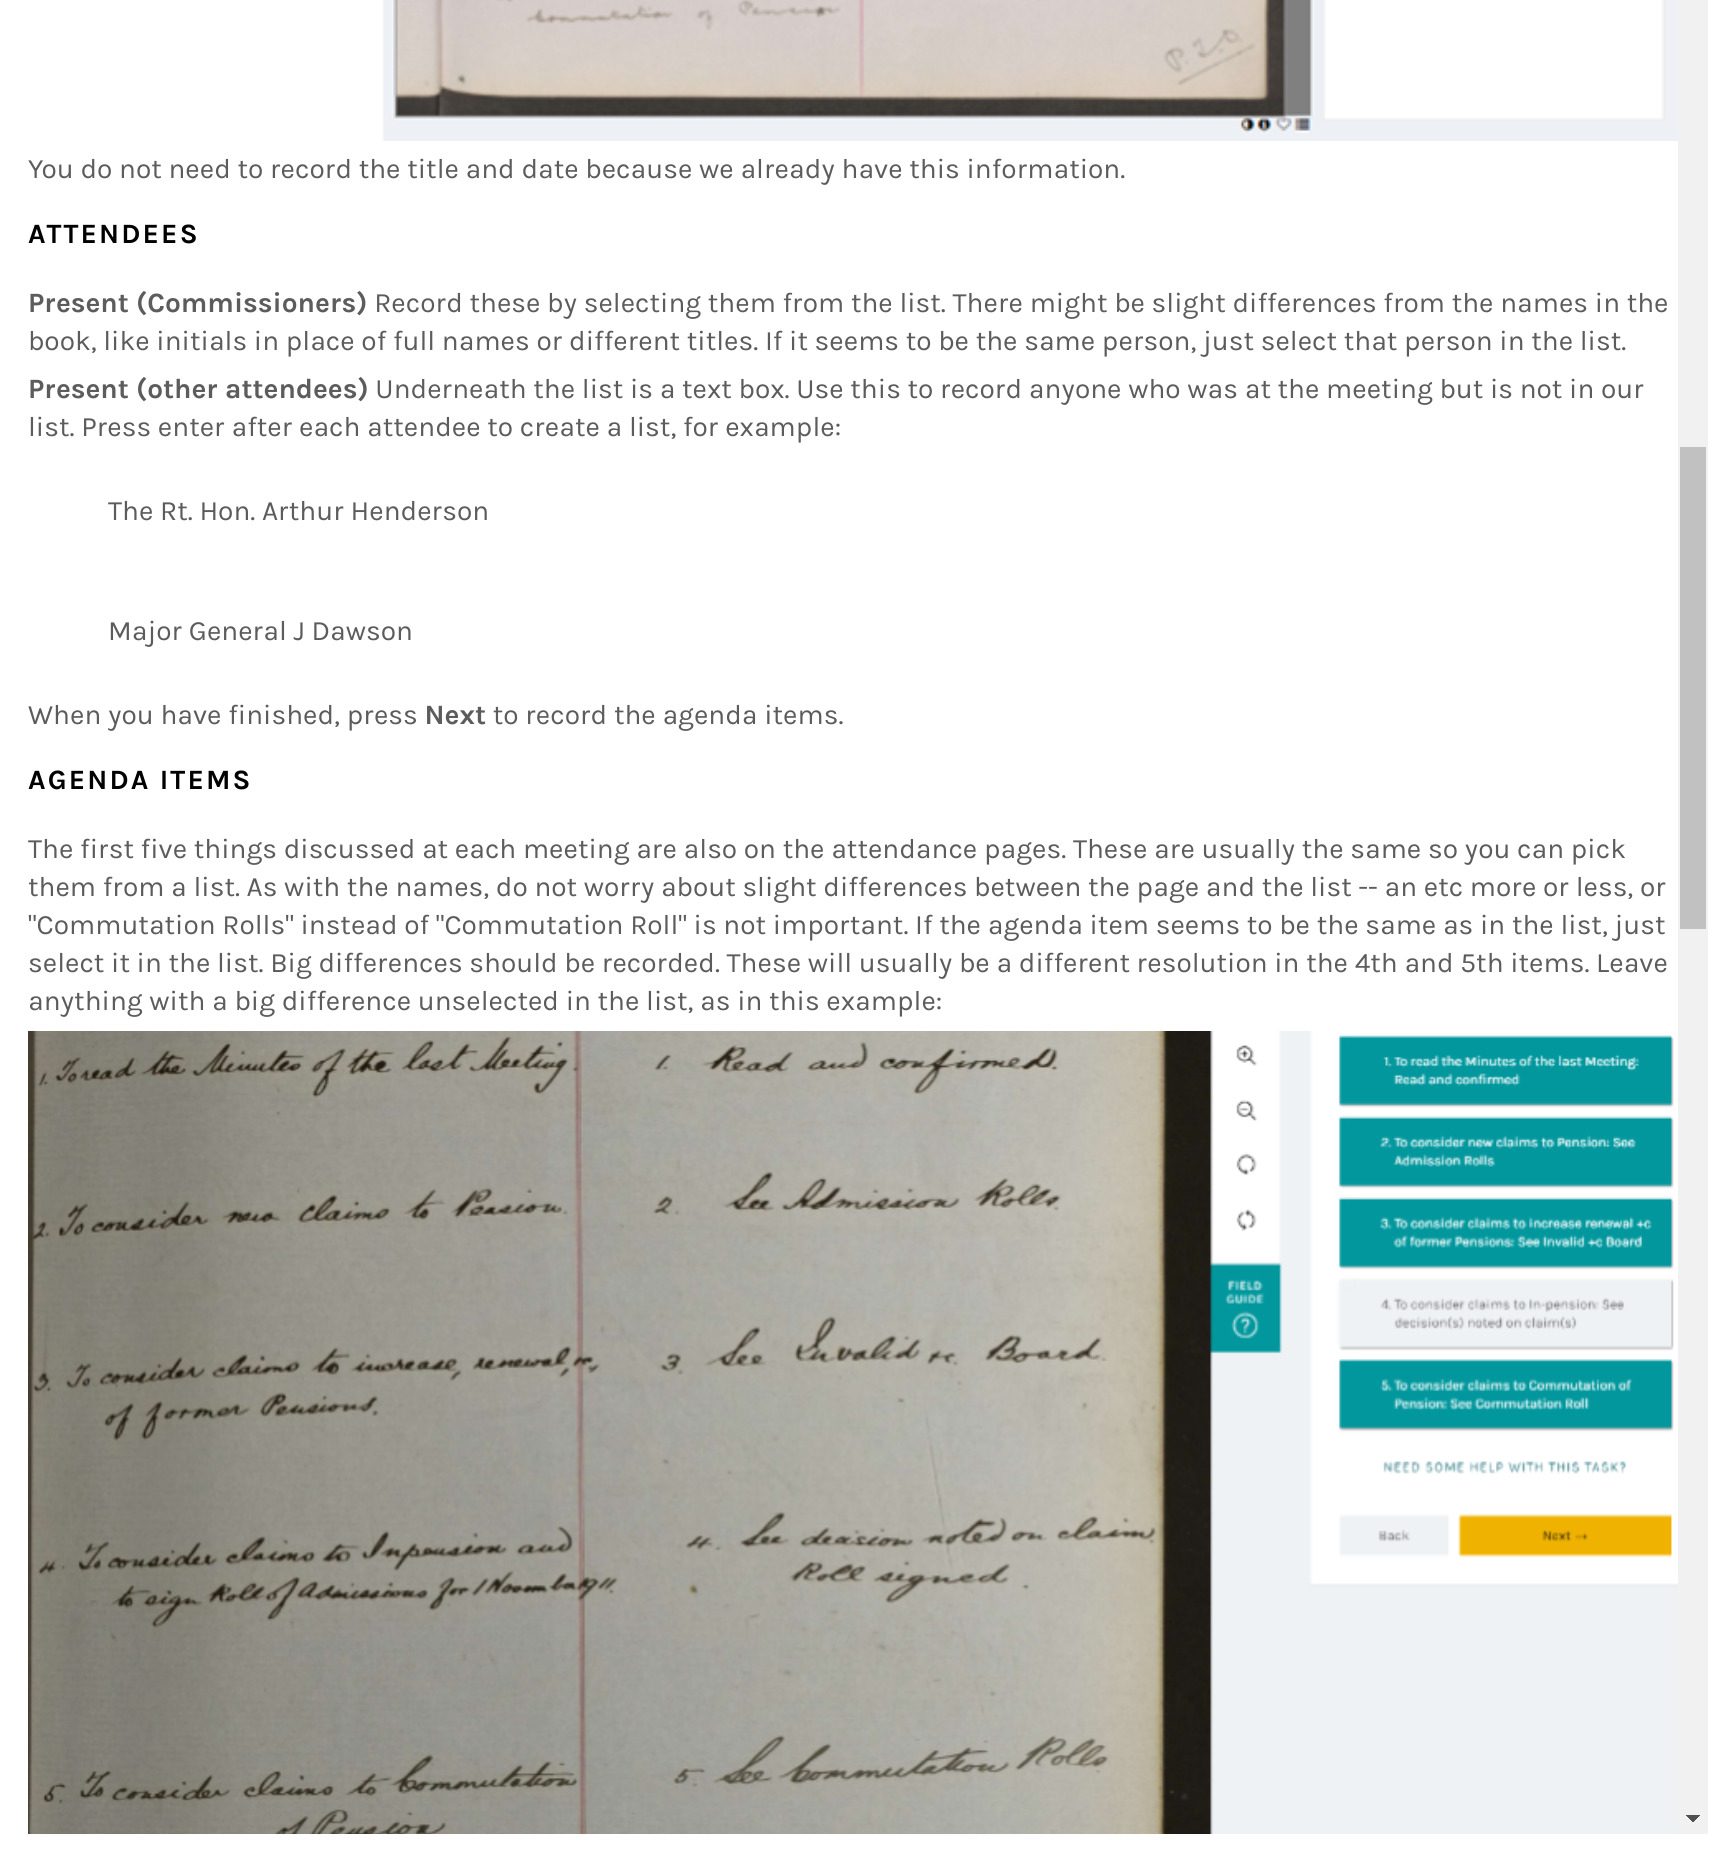 Commutation of Pension
P.T.O.
You do not need to record the title and date because we already have this information.
ATTENDEES
Present (Commissioners) Record these by selecting them from the list. There might be slight differences from the names in the
book, like initials in place of full names or different titles. If it seems to be the same person, just select that person in the list.
Present (other attendees) Underneath the list is a text box. Use this to record anyone who was at the meeting but is not in our
list. Press enter after each attendee to create a list, for example:
The Rt. Hon. Arthur Henderson
Major General J Dawson
When you have finished, press Next to record the agenda items.
AGENDA ITEMS
The first five things discussed at each meeting are also on the attendance pages. These are usually the same so you can pick
them from a list. As with the names, do not worry about slight differences between the page and the list -- an etc more or less, or
"Commutation Rolls" instead of "Commutation Roll" is not important. If the agenda item seems to be the same as in the list, just
select it in the list. Big differences should be recorded. These will usually be a different resolution in the 4th and 5th items. Leave
anything with a big difference unselected in the list, as in this example:
1. To read the Minutes of the last Meeting.
1. Read and confirmed.
2. To consider new claims to Pension.
2. See Admission Rolls.
3. To consider claims to increase, renewal, &c,
of former Pensions.
3. See Invalid &c. Board.
4. To consider claims to Inpension and
to sign Roll of Admissions for 1 November 1911.
4. See decision noted on claim.
Roll signed.
5. To consider claims to Commutation
of Pension
5. See Commutation Rolls
FIELD
GUIDE
?
1. To read the Minutes of the last Meeting:
Read and confirmed
2. To consider new claims to Pension: See
Admission Rolls
3. To consider claims to increase renewal +c
of former Pensions: See Invalid +c Board
4. To consider claims to In-pension: See
decision(s) noted on claim(s)
5. To consider claims to Commutation of
Pension: See Commutation Roll
NEED SOME HELP WITH THIS TASK?
Back
Next →